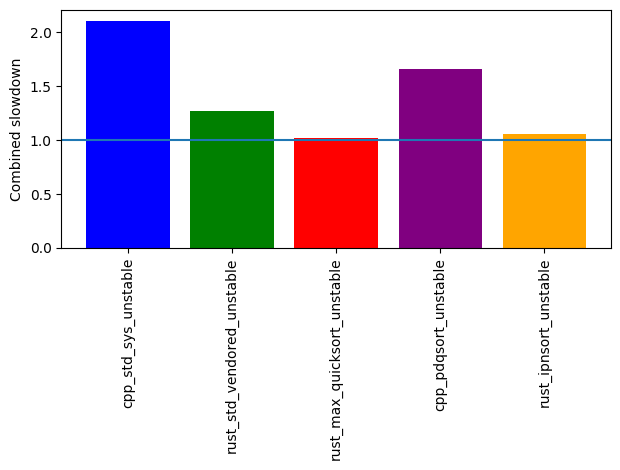 Combined slowdown
2.0
1.5
1.0
0.5
0.0
cpp_std_sys_unstable
rust_std_vendored_unstable
rust_max_quicksort_unstable
cpp_pdqsort_unstable
rust_ipnsort_unstable